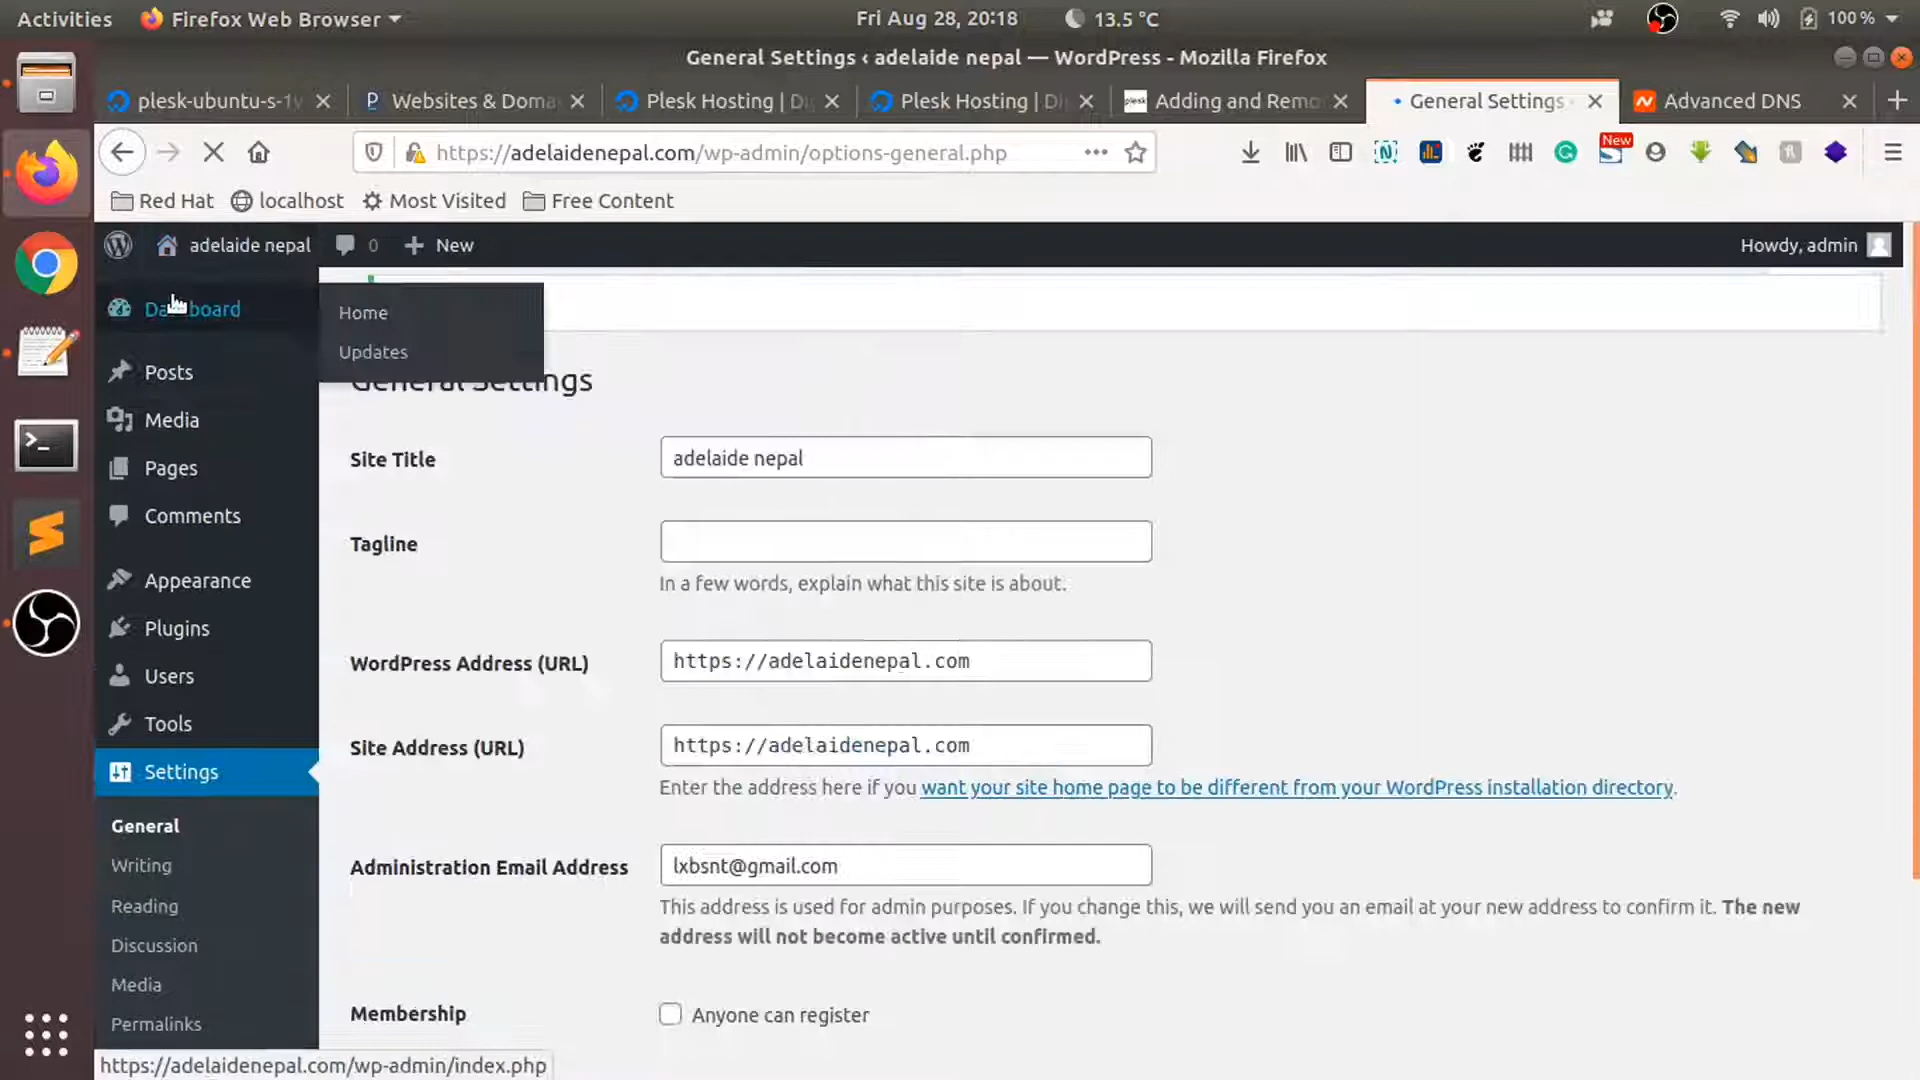 Activities
Firefox Web Browser
Fri Aug 28, 20:18
13.5 °C
100 %
General Settings ‹ adelaide nepal — WordPress - Mozilla Firefox
plesk-ubuntu-s-1v
P Websites & Doma
Plesk Hosting | Di
Plesk Hosting | Di
plesk Adding and Remo
General Settings
Advanced DNS
https://adelaidenepal.com/wp-admin/options-general.php
New
Red Hat
localhost
Most Visited
Free Content
adelaide nepal
0
New
Howdy, admin
Dashboard
Home
Updates
Posts
Media
Pages
Comments
Appearance
Plugins
Users
Tools
Settings
General
Writing
Reading
Discussion
Media
Permalinks
General Settings
Site Title
adelaide nepal
Tagline
In a few words, explain what this site is about.
WordPress Address (URL)
https://adelaidenepal.com
Site Address (URL)
https://adelaidenepal.com
Enter the address here if you want your site home page to be different from your WordPress installation directory.
Administration Email Address
lxbsnt@gmail.com
This address is used for admin purposes. If you change this, we will send you an email at your new address to confirm it. The new
address will not become active until confirmed.
Membership
Anyone can register
https://adelaidenepal.com/wp-admin/index.php